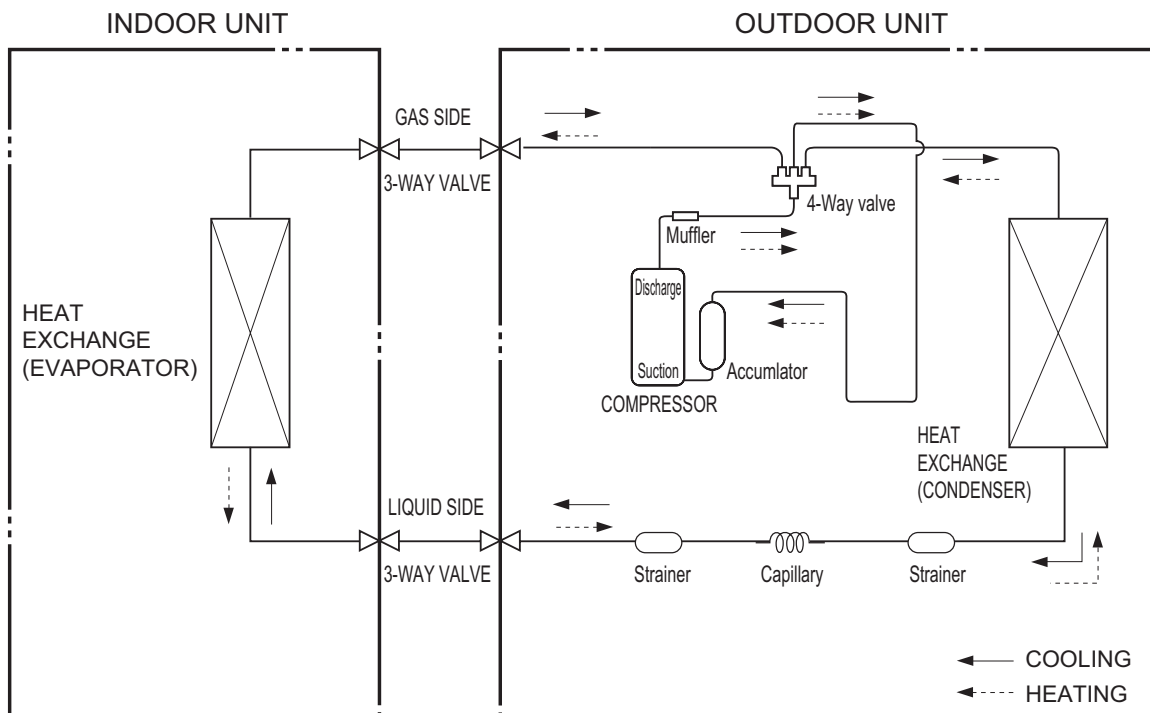 INDOOR UNIT
OUTDOOR UNIT
GAS SIDE
3-WAY VALVE
4-Way valve
Muffler
Discharge
HEAT
EXCHANGE
(EVAPORATOR)
Suction
Accumlator
COMPRESSOR
HEAT
EXCHANGE
(CONDENSER)
LIQUID SIDE
3-WAY VALVE
Strainer
Capillary
Strainer
COOLING
HEATING